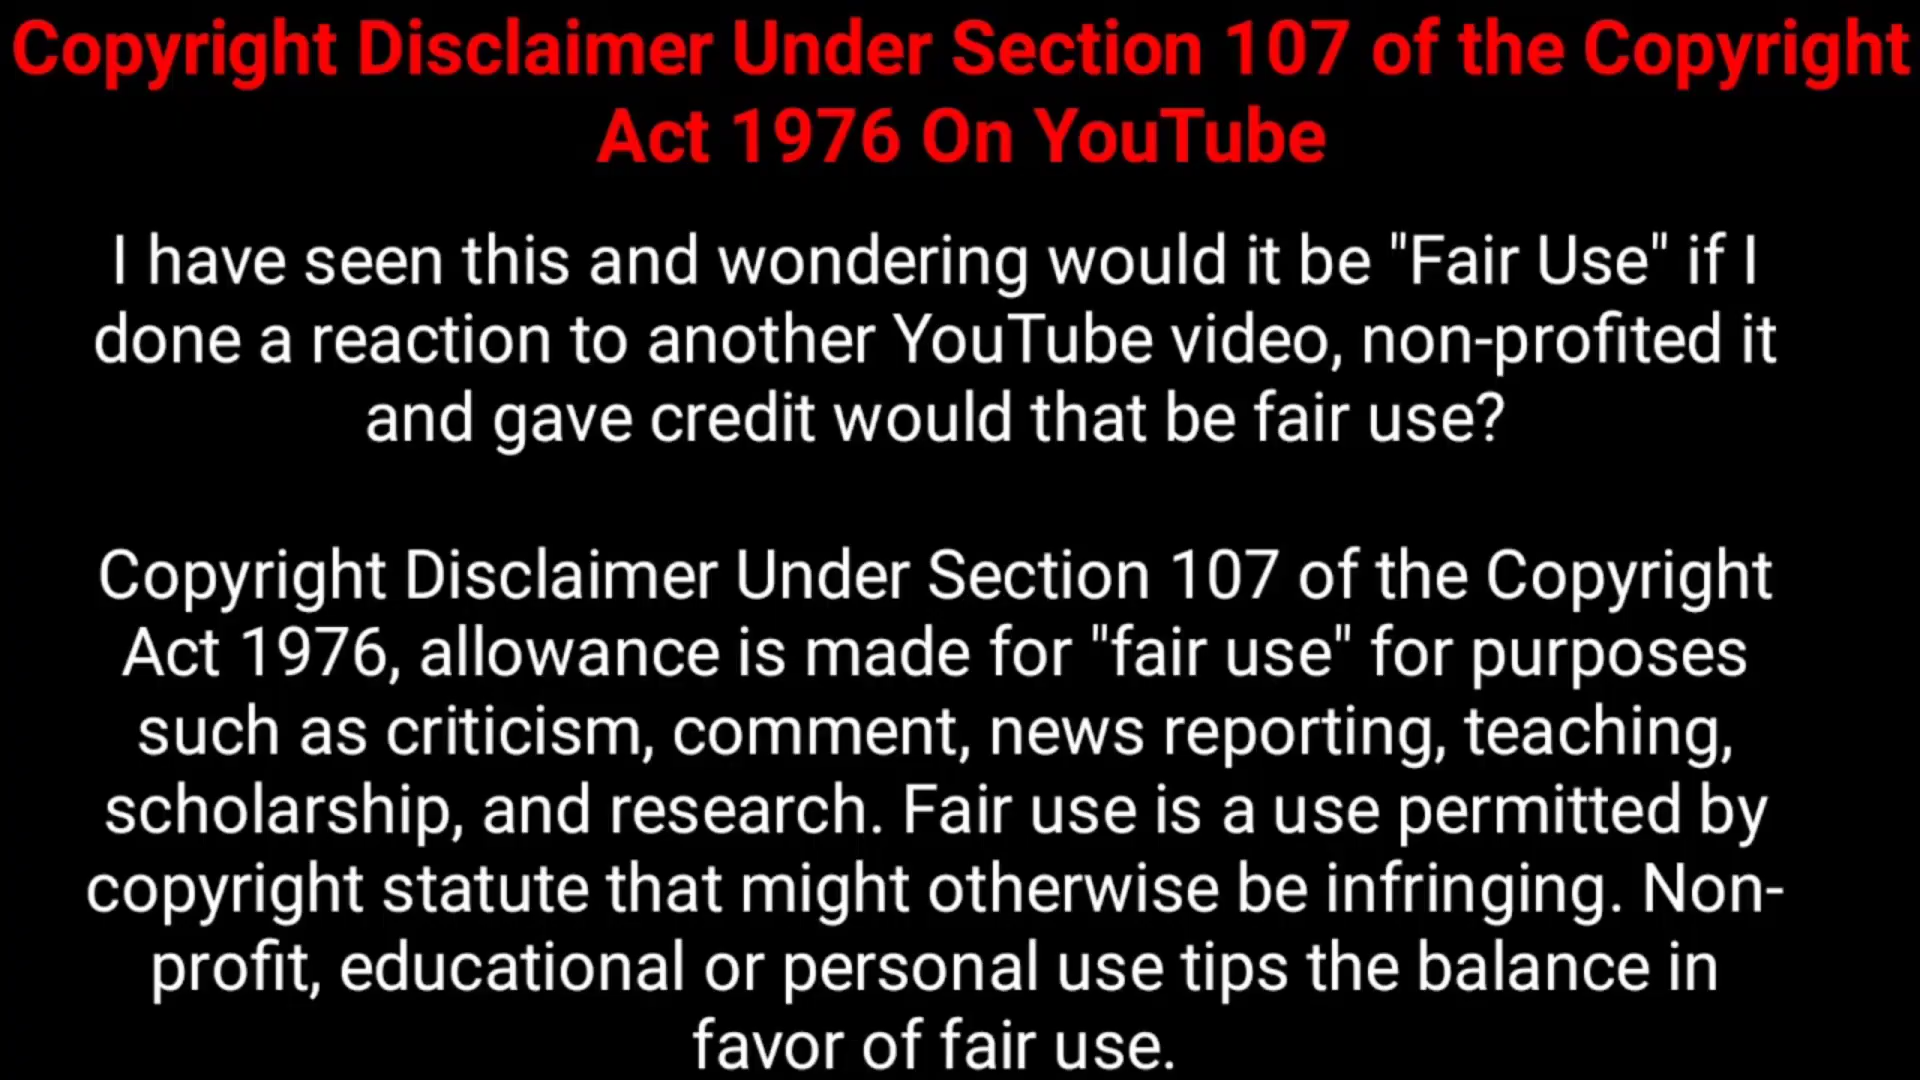 Copyright Disclaimer Under Section 107 of the Copyright
Act 1976 On YouTube
I have seen this and wondering would it be "Fair Use" if I
done a reaction to another YouTube video, non-profited it
and gave credit would that be fair use?
Copyright Disclaimer Under Section 107 of the Copyright
Act 1976, allowance is made for "fair use" for purposes
such as criticism, comment, news reporting, teaching,
scholarship, and research. Fair use is a use permitted by
copyright statute that might otherwise be infringing. Non-
profit, educational or personal use tips the balance in
favor of fair use.